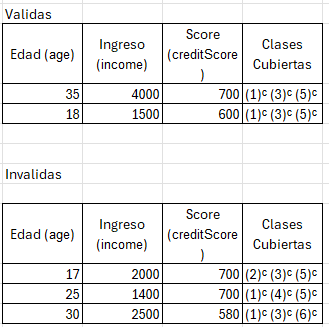 Validas
Edad (age) Ingreso (income) Score (creditScore) Clases Cubiertas
35 4000 700 (1)ᶜ (3)ᶜ (5)ᶜ
18 1500 600 (1)ᶜ (3)ᶜ (5)ᶜ
Invalidas
Edad (age) Ingreso (income) Score (creditScore) Clases Cubiertas
17 2000 700 (2)ᶜ (3)ᶜ (5)ᶜ
25 1400 700 (1)ᶜ (4)ᶜ (5)ᶜ
30 2500 580 (1)ᶜ (3)ᶜ (6)ᶜ